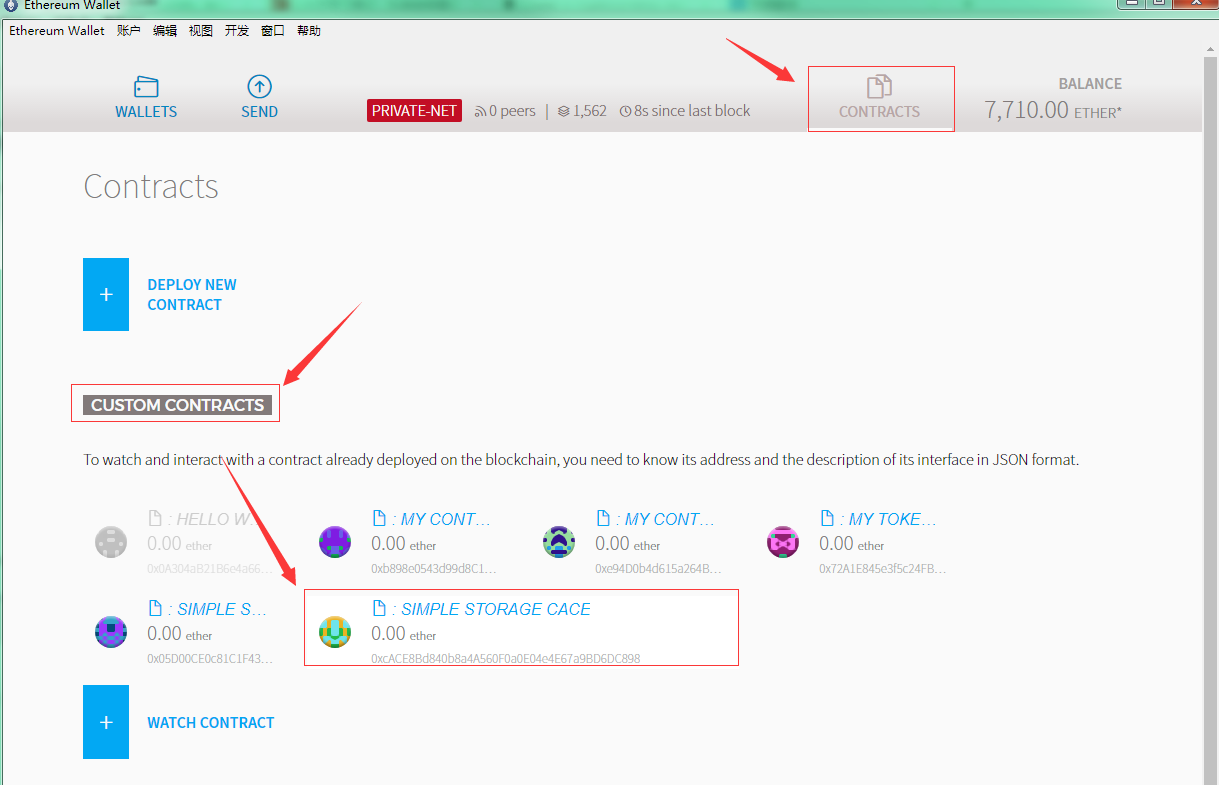 Ethereum Wallet
Ethereum Wallet 账户 编辑 视图 开发 窗口 帮助
WALLETS
SEND
PRIVATE-NET 0 peers | 1,562 8s since last block
CONTRACTS
BALANCE
7,710.00 ETHER*
Contracts
+
DEPLOY NEW
CONTRACT
CUSTOM CONTRACTS
To watch and interact with a contract already deployed on the blockchain, you need to know its address and the description of its interface in JSON format.
: HELLO W...
0.00 ether
0x0A304aB21B6e4a66...
: MY CONT...
0.00 ether
0xb898e0543d99d8C1...
: MY CONT...
0.00 ether
0xe94D0b4d615a264B...
: MY TOKE...
0.00 ether
0x72A1E845e3f5c24FB...
: SIMPLE S...
0.00 ether
0x05D00CE0c81C1F43...
: SIMPLE STORAGE CACE
0.00 ether
0xcACE8Bd840b8a4A560F0a0E04e4E67a9BD6DC898
+
WATCH CONTRACT